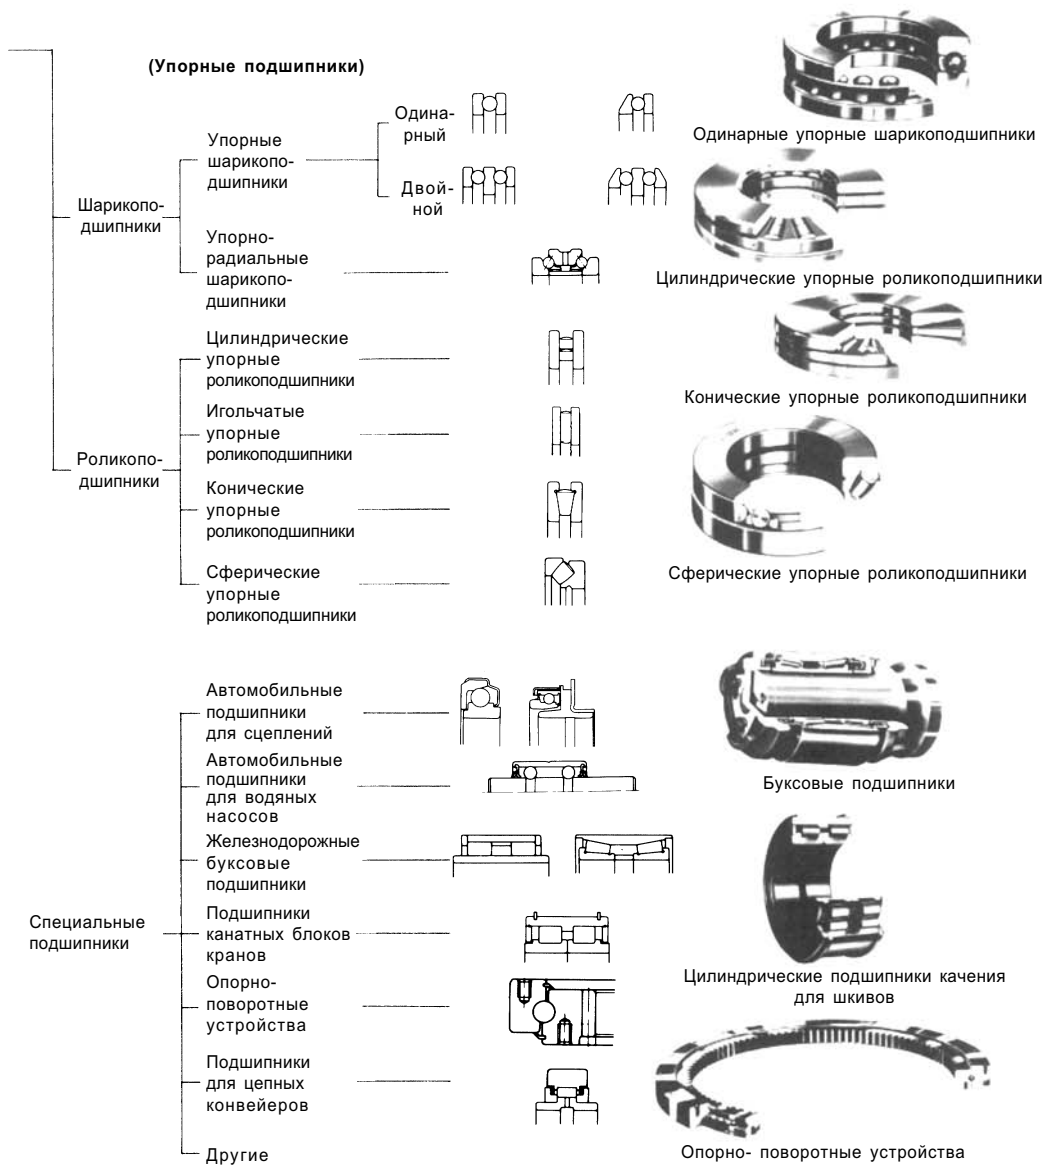 (Упорные подшипники)
Одина-
рный
Упорные
шарикопо-
дшипники
Двой-
ной
Шарикопо-
дшипники
Упорно-
радиальные
шарикопо-
дшипники
Цилиндрические
упорные
роликоподшипники
Игольчатые
упорные
роликоподшипники
Роликопо-
дшипники
Конические
упорные
роликоподшипники
Сферические
упорные
роликоподшипники
Одинарные упорные шарикоподшипники
Цилиндрические упорные роликоподшипники
Конические упорные роликоподшипники
Сферические упорные роликоподшипники
Автомобильные
подшипники
для сцеплений
Автомобильные
подшипники
для водяных
насосов
Железнодорожные
буксовые
подшипники
Специальные
подшипники
Подшипники
канатных блоков
кранов
Опорно-
поворотные
устройства
Подшипники
для цепных
конвейеров
Другие
Буксовые подшипники
Цилиндрические подшипники качения
для шкивов
Опорно- поворотные устройства